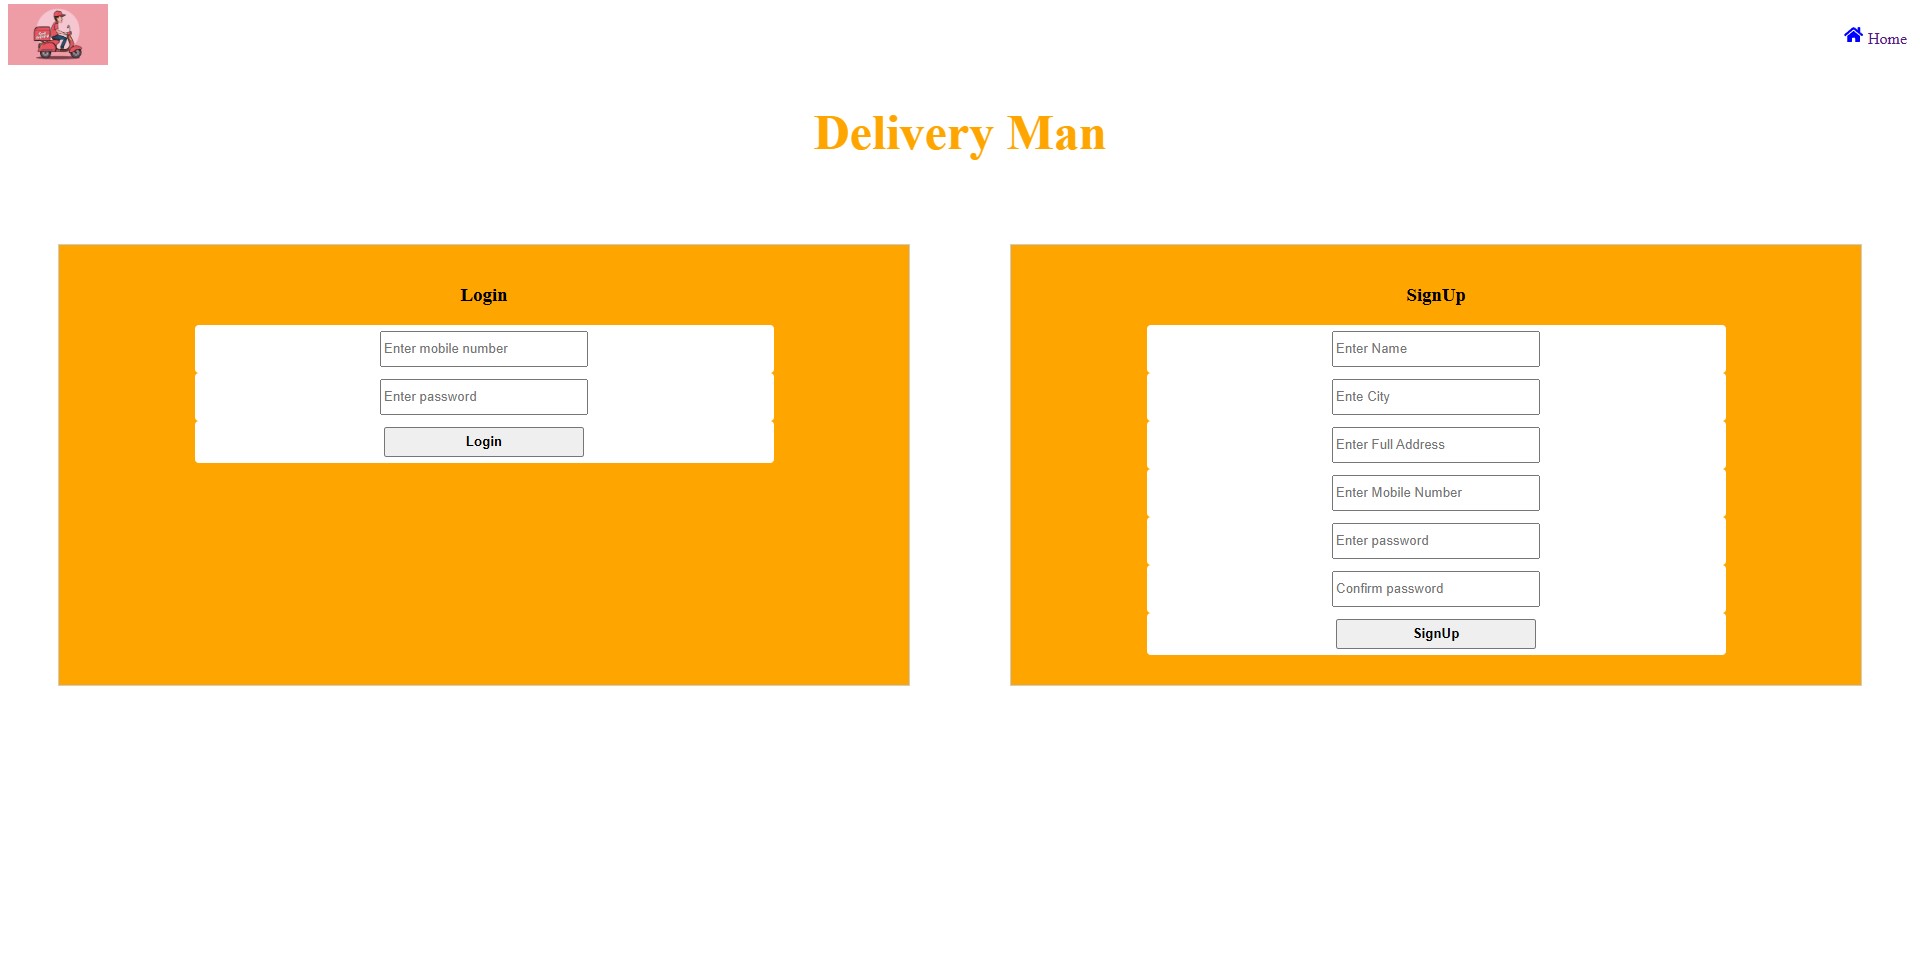 Home
Delivery Man
Login
Enter mobile number
Enter password
Login
SignUp
Enter Name
Ente City
Enter Full Address
Enter Mobile Number
Enter password
Confirm password
SignUp